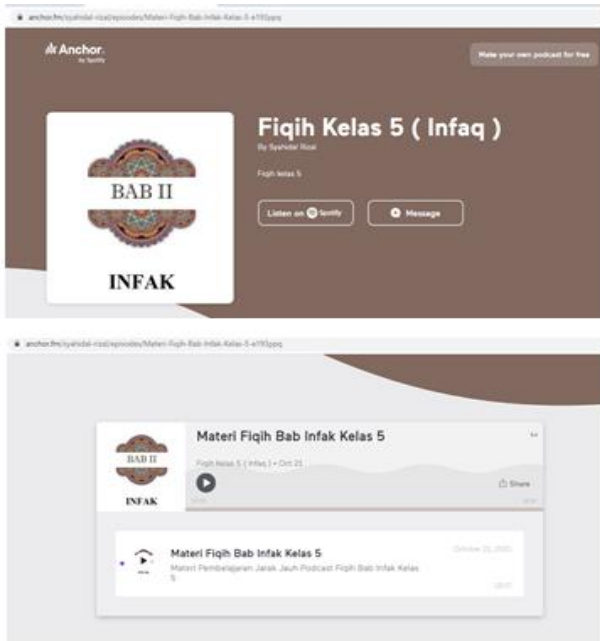 Anchor
by Spotify
Make your own podcast for free
BAB II
INFAK
Fiqih Kelas 5 ( Infaq )
By Syahidal Rizal
Fiqih kelas 5
Listen on Spotify
Message
BAB II
INFAK
Materi Fiqih Bab Infak Kelas 5
Fiqih Kelas 5 ( Infaq ) • Oct 21
Share
Materi Fiqih Bab Infak Kelas 5
Materi Pembelajaran Jarak Jauh Podcast Fiqih Bab Infak Kelas
5